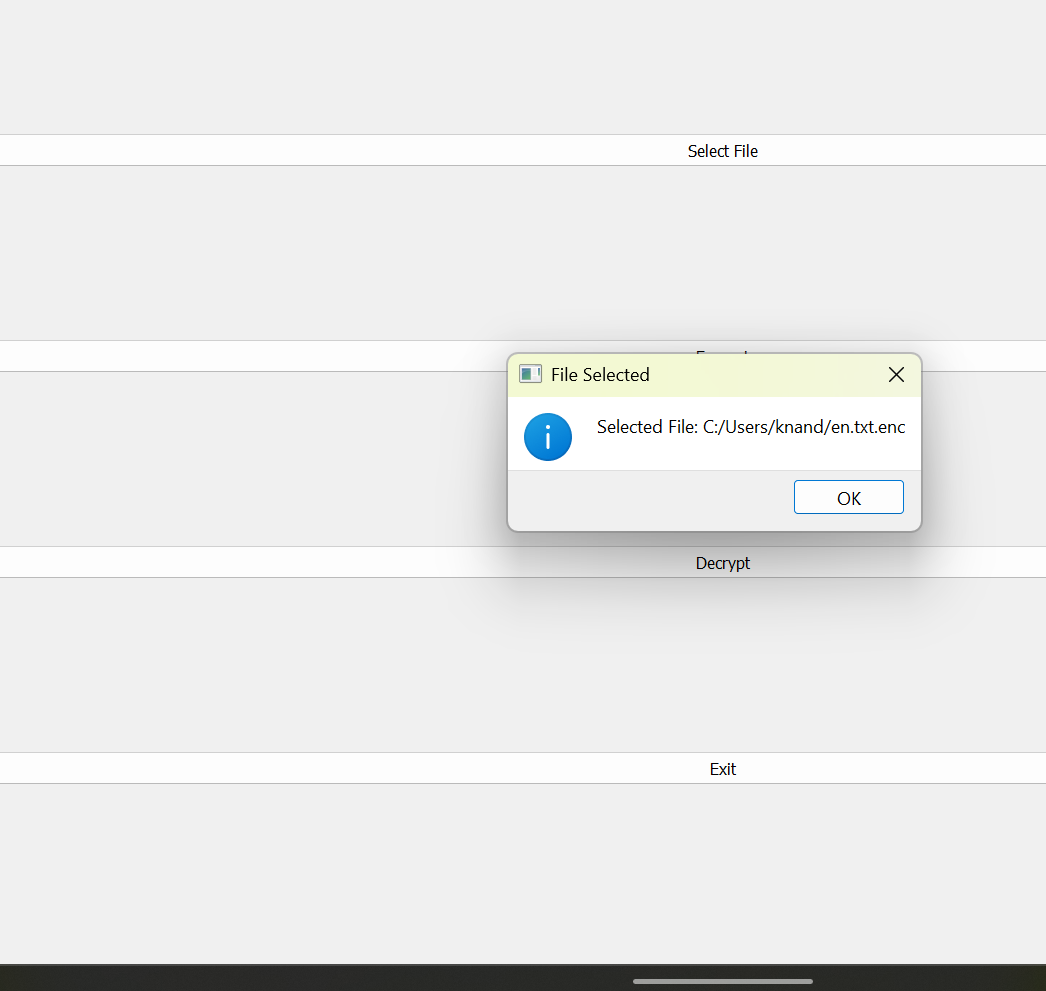 Select File
File Selected
Selected File: C:/Users/knand/en.txt.enc
OK
Decrypt
Exit